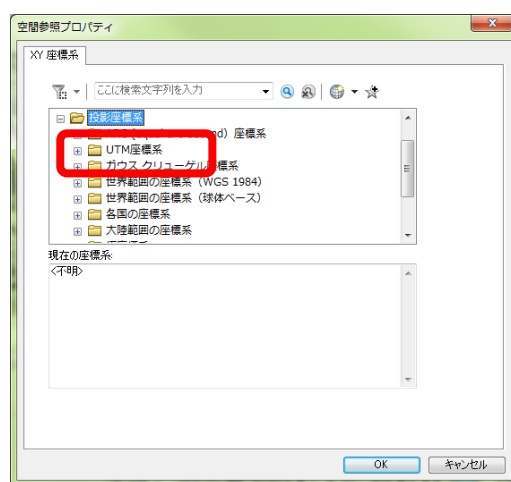 空間参照プロパティ
XY 座標系
ここに検索文字列を入力
投影座標系
nd）座標系
UTM座標系
ガウス クリューゲル座標系
世界範囲の座標系（WGS 1984）
世界範囲の座標系（球体ベース）
各国の座標系
大陸範囲の座標系
現在の座標系:
<不明>
OK
キャンセル